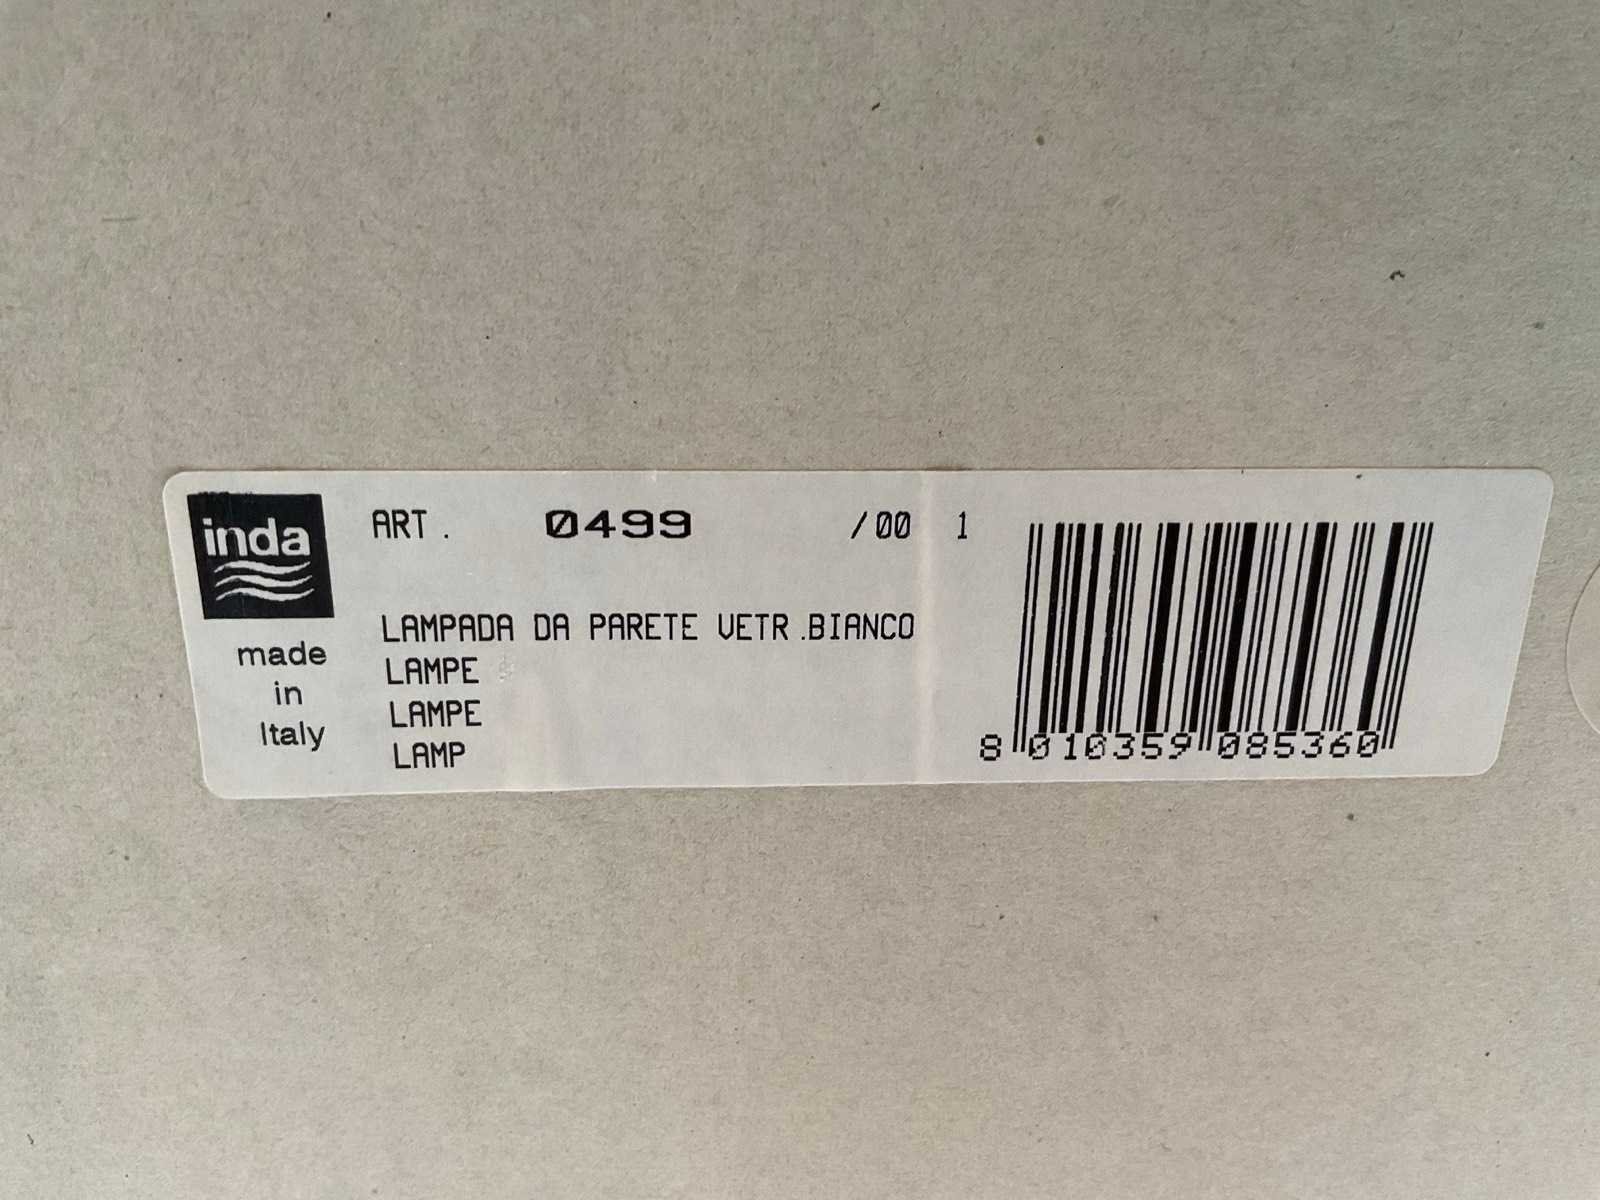 inda
made
in
Italy
ART. 0499 /00 1
LAMPADA DA PARETE VETR.BIANCO
LAMPE
LAMPE
LAMP
8 010359 085360